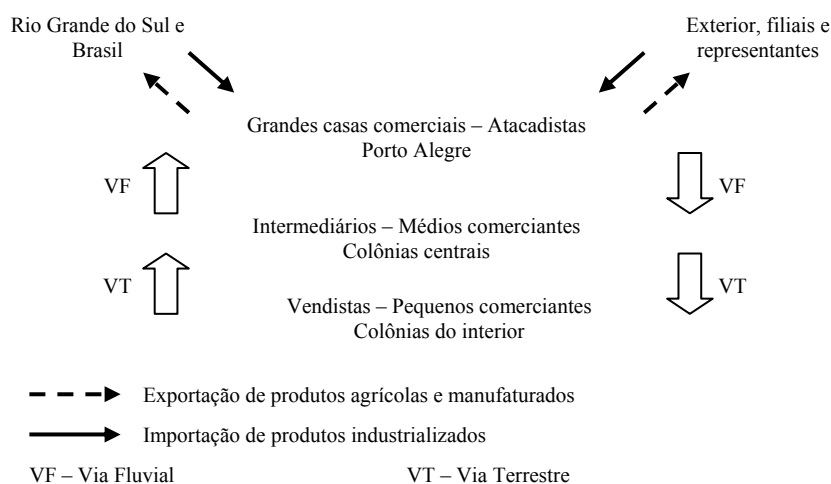 Rio Grande do Sul e
Brasil
Exterior, filiais e
representantes
Grandes casas comerciais – Atacadistas
Porto Alegre
VF
VF
Intermediários – Médios comerciantes
Colônias centrais
VT
VT
Vendistas – Pequenos comerciantes
Colônias do interior
Exportação de produtos agrícolas e manufaturados
Importação de produtos industrializados
VF – Via Fluvial
VT – Via Terrestre